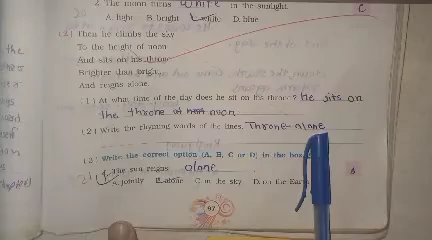 2. The moon turns white in the sunlight. C
A. light B. height C. white D. blue
(2) Then he climbs the sky
To the height of noon
And sits on his throne
Brighter than bright,
And reigns alone.
(1) At what time of the day does he sit on his throne? he sits on
the throne at noon
(2) Write the rhyming words of the lines. Throne - alone
(3) Write the correct option (A, B, C or D) in the box.
The sun reigns alone.
A. jointly B. alone C. in the sky D. on the Earth
97